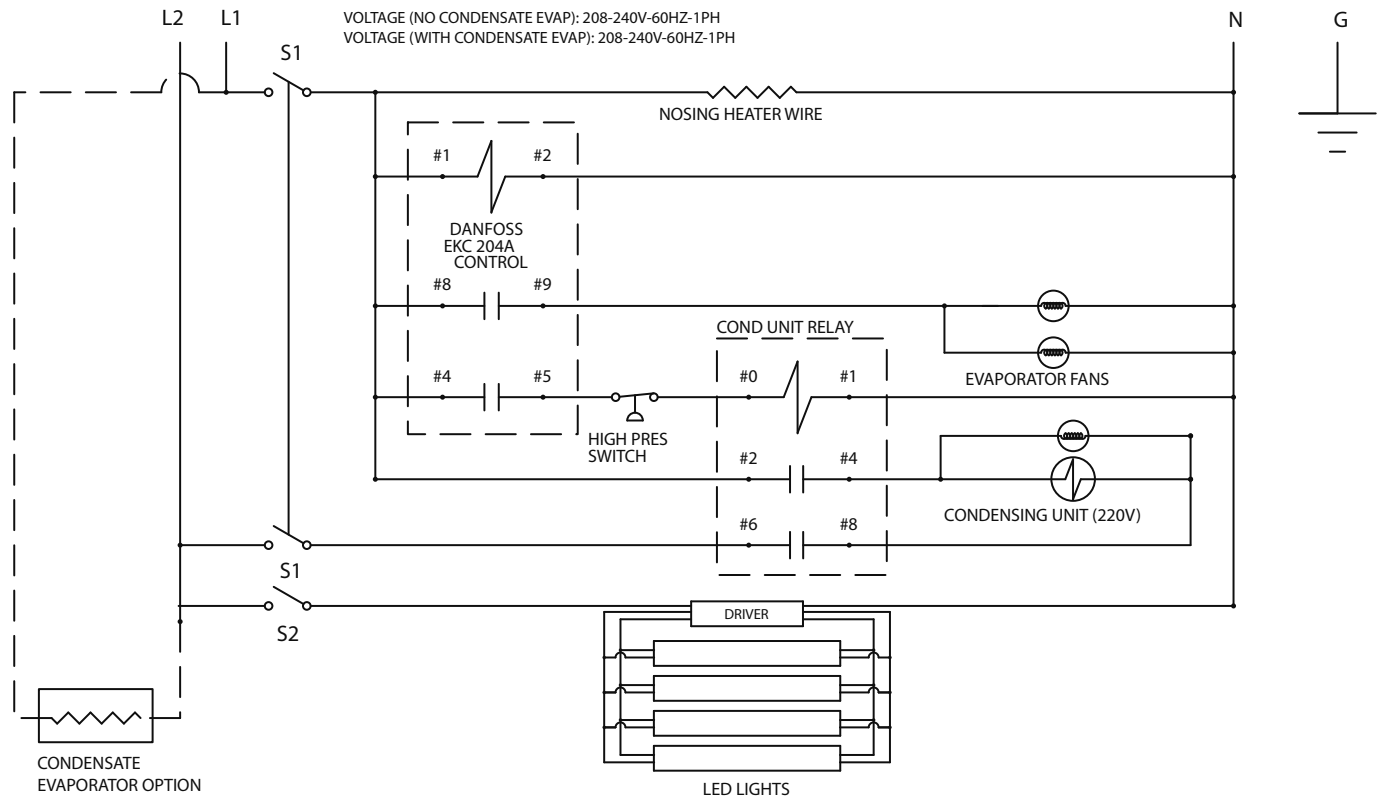 L2 L1
VOLTAGE (NO CONDENSATE EVAP): 208-240V-60HZ-1PH
VOLTAGE (WITH CONDENSATE EVAP): 208-240V-60HZ-1PH
N G
S1
NOSING HEATER WIRE
#1 #2
DANFOSS
EKC 204A
CONTROL
#8 #9
COND UNIT RELAY
EVAPORATOR FANS
#4 #5
#0 #1
HIGH PRES
SWITCH
#2 #4
CONDENSING UNIT (220V)
#6 #8
S1
S2
DRIVER
LED LIGHTS
CONDENSATE
EVAPORATOR OPTION